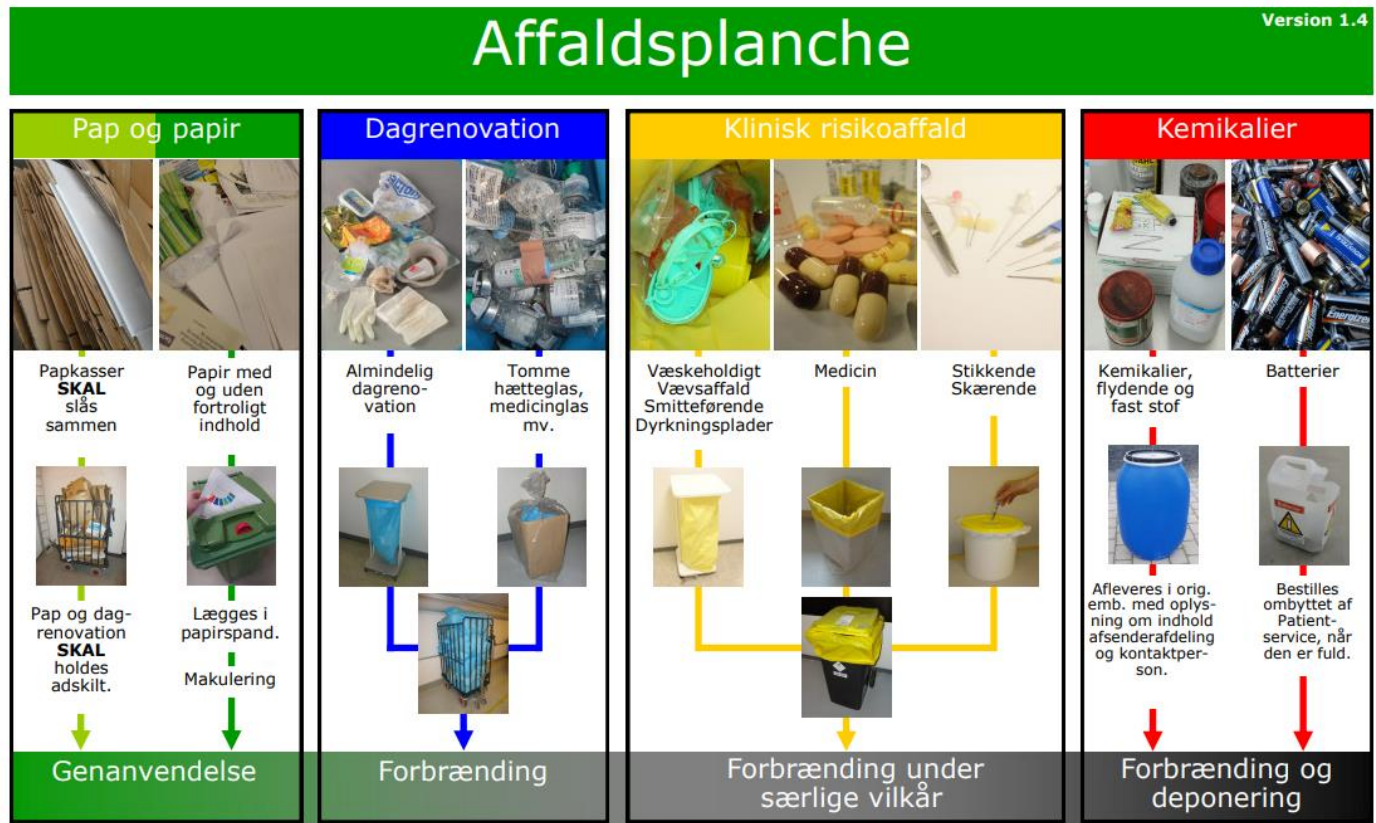 Affaldsplanche
Version 1.4
Pap og papir
Papkasser
SKAL
slås
sammen
Pap og dag-
renovation
SKAL
holdes
adskilt.
Papir med
og uden
fortroligt
indhold
Lægges i
papirspand.
Makulering
Genanvendelse
Dagrenovation
Almindelig
dagreno-
vation
Tomme
hætteglas,
medicinglas
mv.
Forbrænding
Klinisk risikoaffald
Væskeholdigt
Vævsaffald
Smitteførende
Dyrkningsplader
Medicin
Stikkende
Skærende
Forbrænding under
særlige vilkår
Kemikalier
Kemikalier,
flydende og
fast stof
Afleveres i orig.
emb. med oplys-
ning om indhold
afsenderafdeling
og kontaktper-
son.
Energizer
Batterier
Bestilles
ombyttet af
Patient-
service, når
den er fuld.
Forbrænding og
deponering